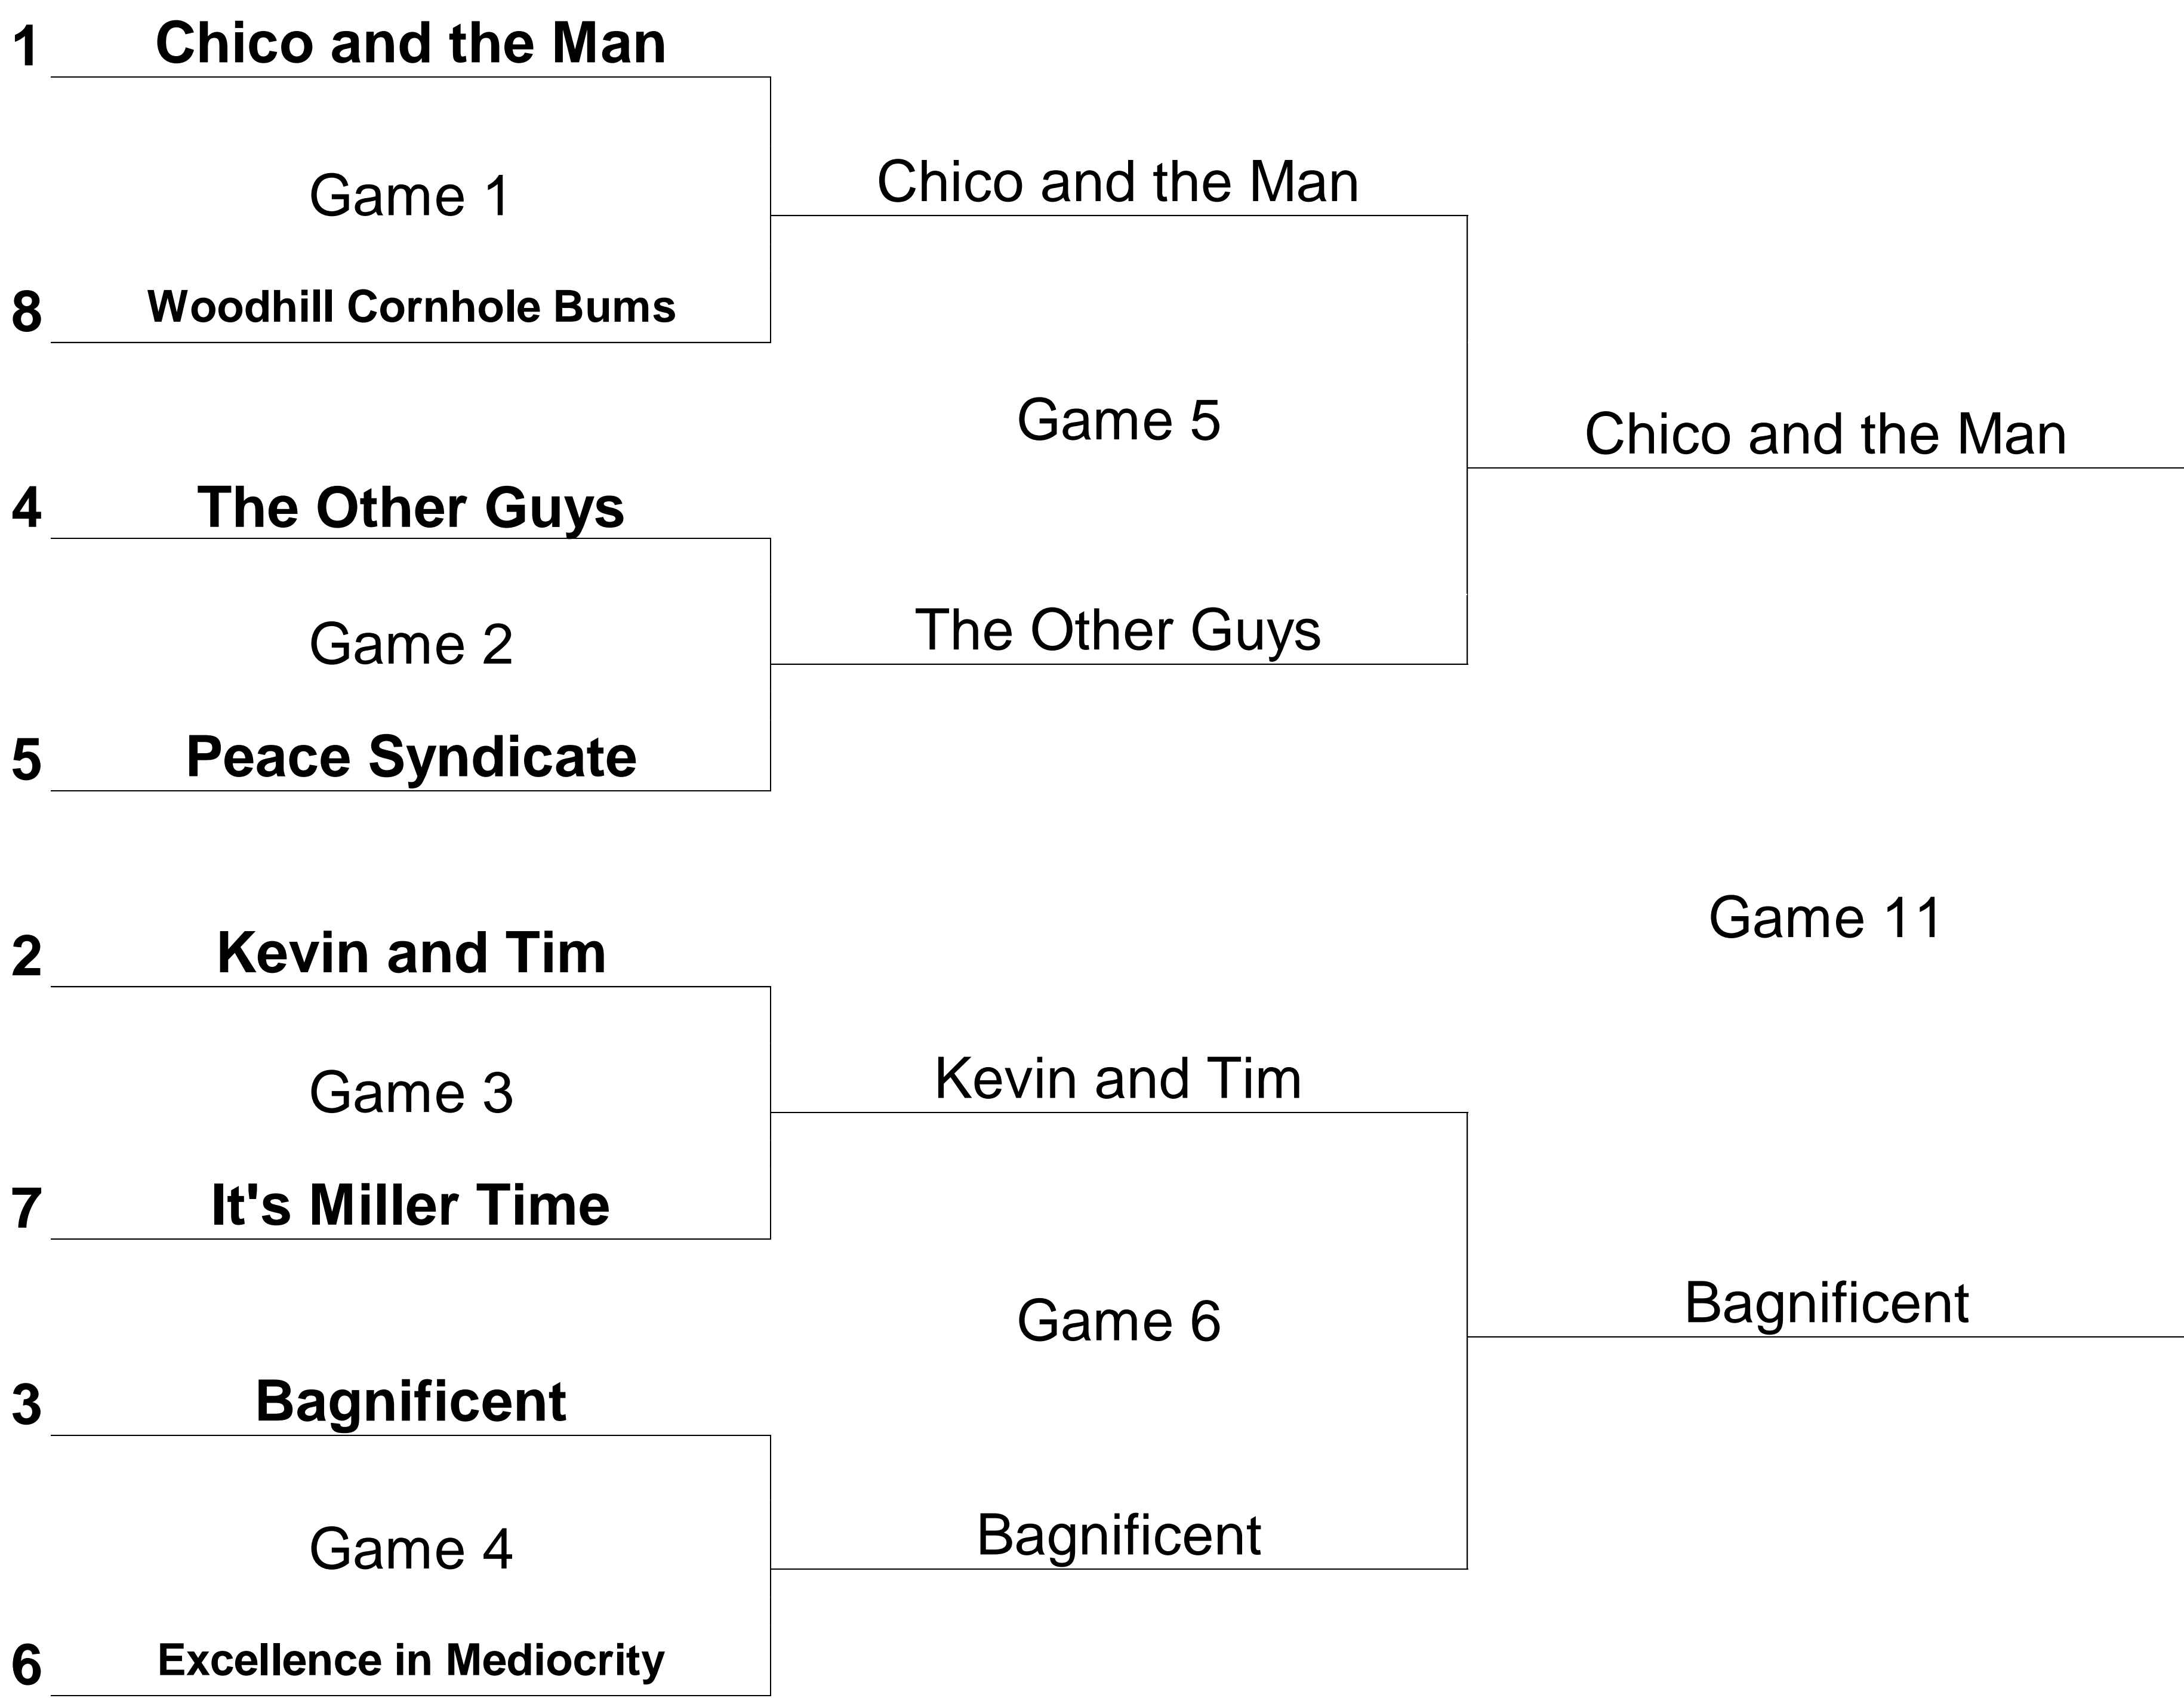 1 Chico and the Man
Game 1
Chico and the Man
8 Woodhill Cornhole Bums
Game 5
Chico and the Man
4 The Other Guys
Game 2
The Other Guys
5 Peace Syndicate
Game 11
2 Kevin and Tim
Game 3
Kevin and Tim
7 It's Miller Time
Game 6
Bagnificent
3 Bagnificent
Game 4
Bagnificent
6 Excellence in Mediocrity